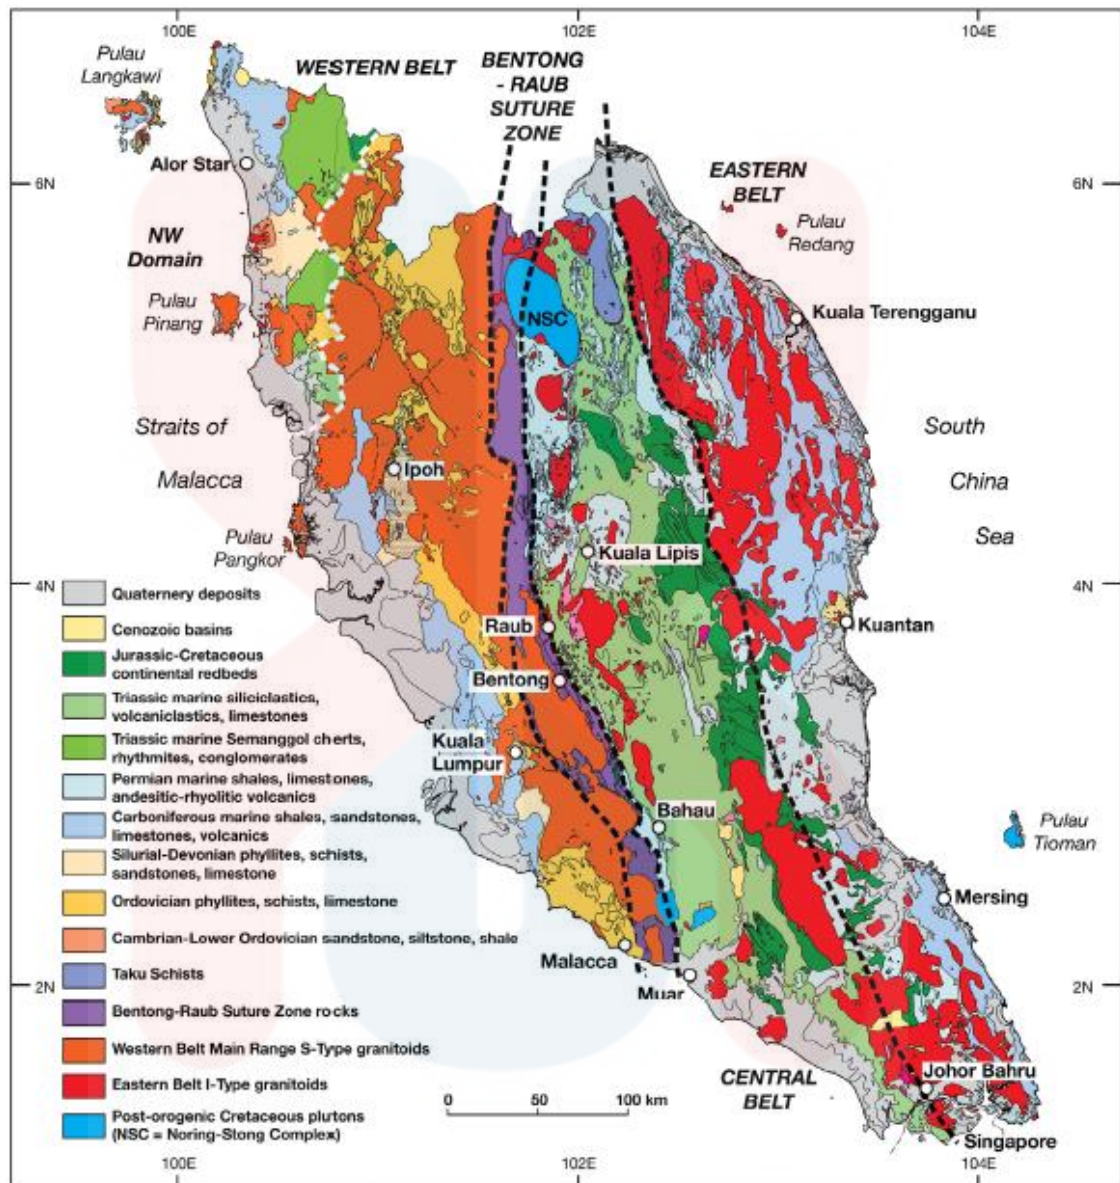 100E
102E
104E
Pulau
Langkawi
WESTERN BELT
BENTONG
- RAUB
SUTURE
ZONE
Alor Star
6N
6N
EASTERN
BELT
Pulau
Redang
NW
Domain
Pulau
Pinang
NSC
Kuala Terengganu
Straits of
Malacca
South
China
Sea
Ipoh
Pulau
Pangkor
Kuala Lipis
4N
4N
Quaternery deposits
Cenozoic basins
Jurassic-Cretaceous
continental redbeds
Triassic marine siliciclastics,
volcaniclastics, limestones
Triassic marine Semanggol cherts,
rhythmites, conglomerates
Permian marine shales, limestones,
andesitic-rhyolitic volcanics
Carboniferous marine shales, sandstones,
limestones, volcanics
Silurial-Devonian phyllites, schists,
sandstones, limestone
Ordovician phyllites, schists, limestone
Cambrian-Lower Ordovician sandstone, siltstone, shale
Taku Schists
Bentong-Raub Suture Zone rocks
Western Belt Main Range S-Type granitoids
Eastern Belt I-Type granitoids
Post-orogenic Cretaceous plutons
(NSC = Noring-Stong Complex)
Raub
Kuantan
Bentong
Kuala
Lumpur
Bahau
Pulau
Tioman
Mersing
Malacca
Muar
2N
2N
CENTRAL
BELT
Johor Bahru
0 50 100 km
Singapore
100E
102E
104E